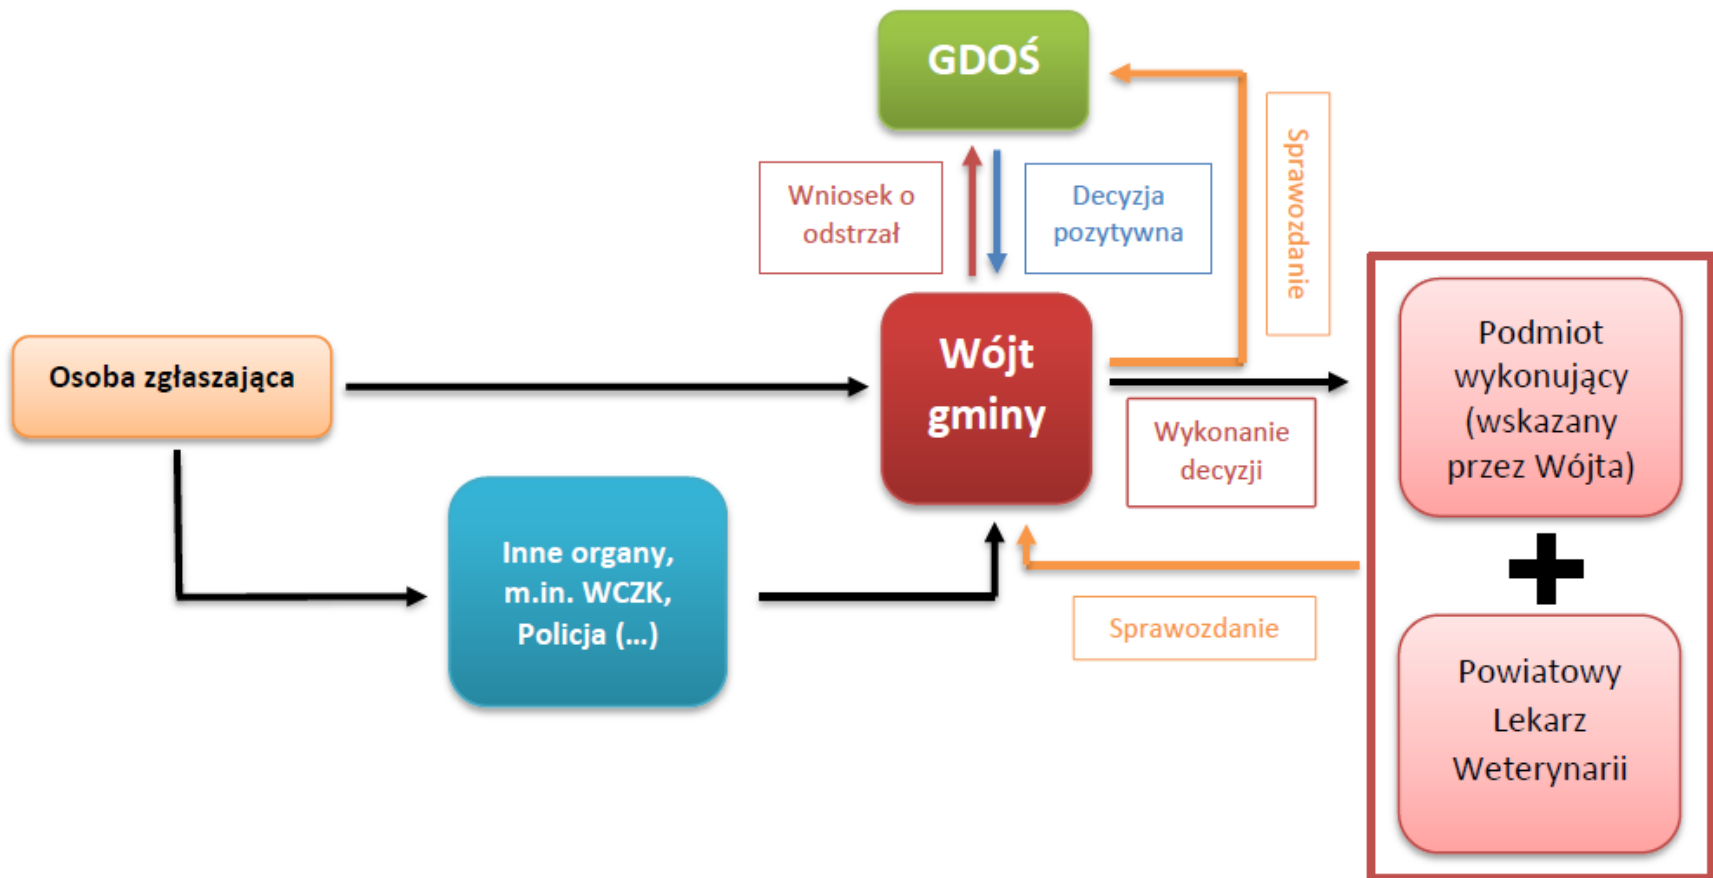 GDOŚ
Wniosek o
odstrzał
Decyzja
pozytywna
Sprawozdanie
Osoba zgłaszająca
Wójt
gminy
Wykonanie
decyzji
Podmiot
wykonujący
(wskazany
przez Wójta)
Inne organy,
m.in. WCZK,
Policja (...)
Sprawozdanie
Powiatowy
Lekarz
Weterynarii